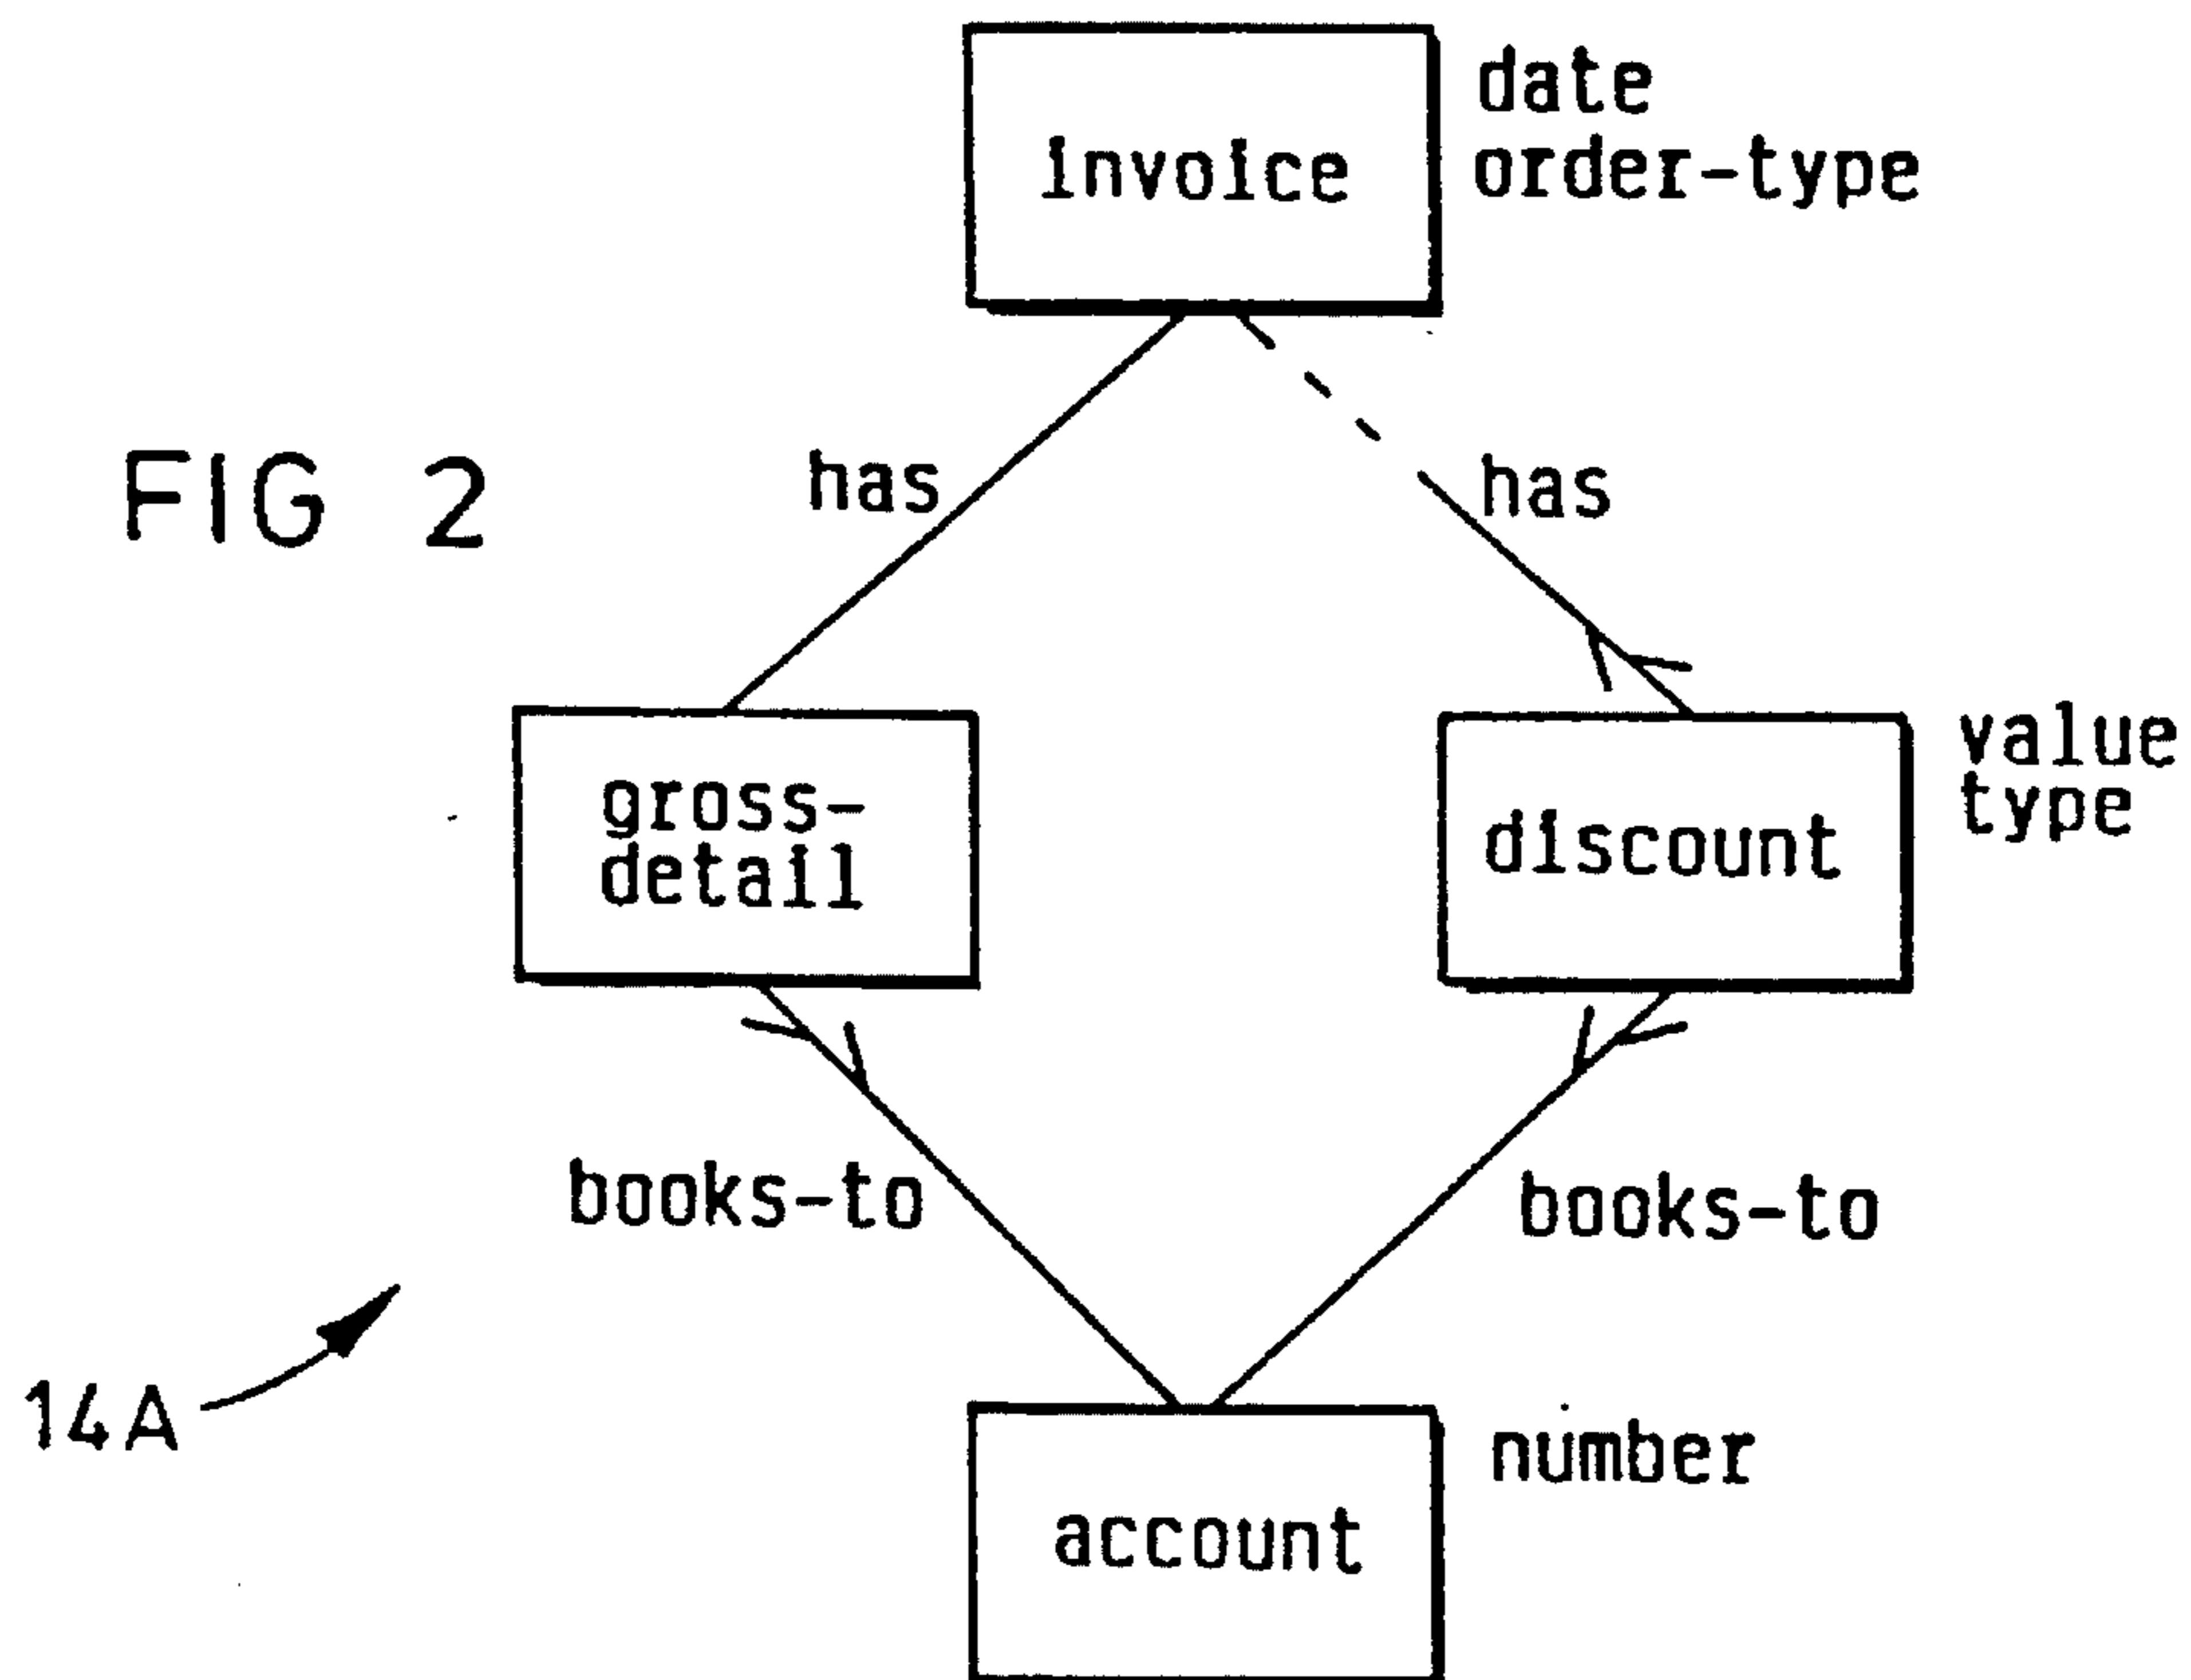 date
order-type
invoice
FIG 2
has
has
gross-
detail
value
type
discount
books-to
books-to
14A
number
account